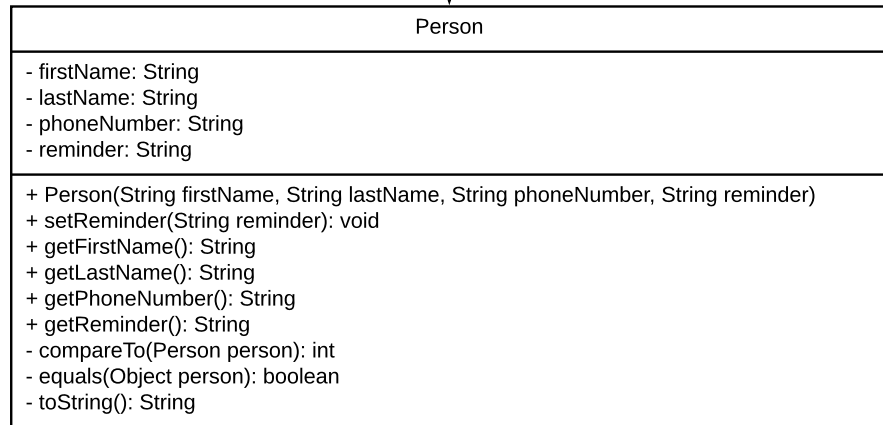 Person
- firstName: String
- lastName: String
- phoneNumber: String
- reminder: String
+ Person(String firstName, String lastName, String phoneNumber, String reminder)
+ setReminder(String reminder): void
+ getFirstName(): String
+ getLastName(): String
+ getPhoneNumber(): String
+ getReminder(): String
- compareTo(Person person): int
- equals(Object person): boolean
- toString(): String